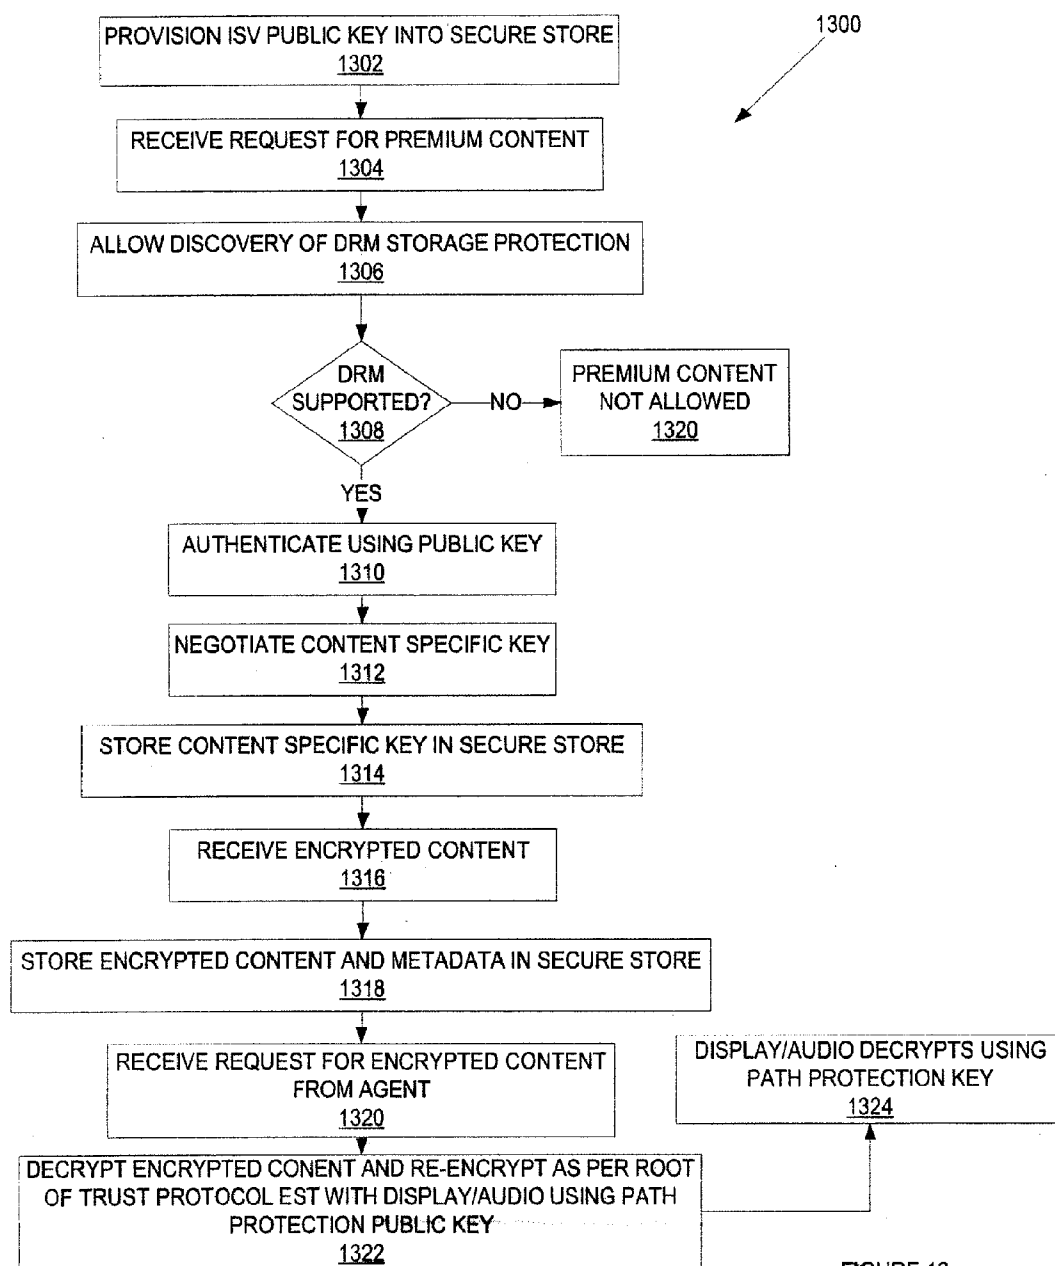 PROVISION ISV PUBLIC KEY INTO SECURE STORE
1302
1300
RECEIVE REQUEST FOR PREMIUM CONTENT
1304
ALLOW DISCOVERY OF DRM STORAGE PROTECTION
1306
DRM
SUPPORTED?
1308
NO
PREMIUM CONTENT
NOT ALLOWED
1320
YES
AUTHENTICATE USING PUBLIC KEY
1310
NEGOTIATE CONTENT SPECIFIC KEY
1312
STORE CONTENT SPECIFIC KEY IN SECURE STORE
1314
RECEIVE ENCRYPTED CONTENT
1316
STORE ENCRYPTED CONTENT AND METADATA IN SECURE STORE
1318
RECEIVE REQUEST FOR ENCRYPTED CONTENT
FROM AGENT
1320
DISPLAY/AUDIO DECRYPTS USING
PATH PROTECTION KEY
1324
DECRYPT ENCRYPTED CONENT AND RE-ENCRYPT AS PER ROOT
OF TRUST PROTOCOL EST WITH DISPLAY/AUDIO USING PATH
PROTECTION PUBLIC KEY
1322